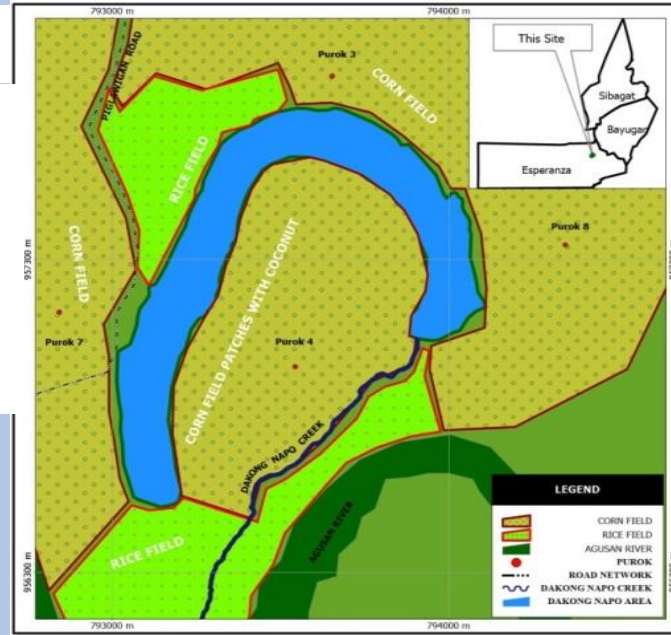 793000 m
794000 m
PIGLAWIGAN ROAD
Purok 3
CORN FIELD
This Site
Sibagat
Bayugan
Esperanza
RICE FIELD
CORN FIELD
Purok 8
957300 m
CORN FIELD PATCHES WITH COCONUT
Purok 7
Purok 4
DAKONG NAPO CREEK
AGUSAN RIVER
RICE FIELD
956300 m
LEGEND
CORN FIELD
RICE FIELD
AGUSAN RIVER
PUROK
ROAD NETWORK
DAKONG NAPO CREEK
DAKONG NAPO AREA
793000 m
794000 m